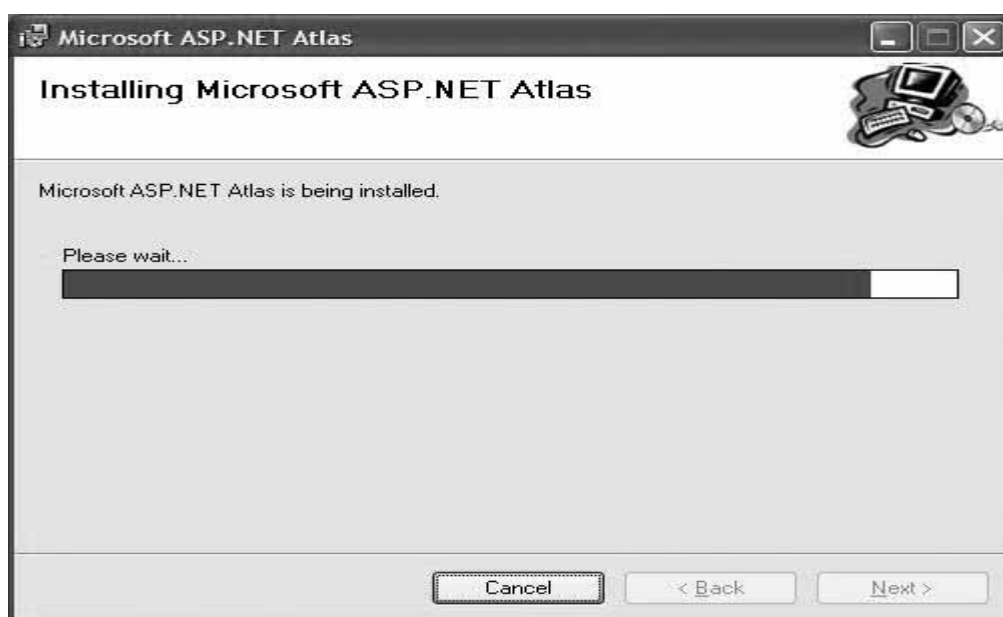 Microsoft ASP.NET Atlas
Installing Microsoft ASP.NET Atlas
Microsoft ASP.NET Atlas is being installed.
Please wait...
Cancel
< Back
Next >